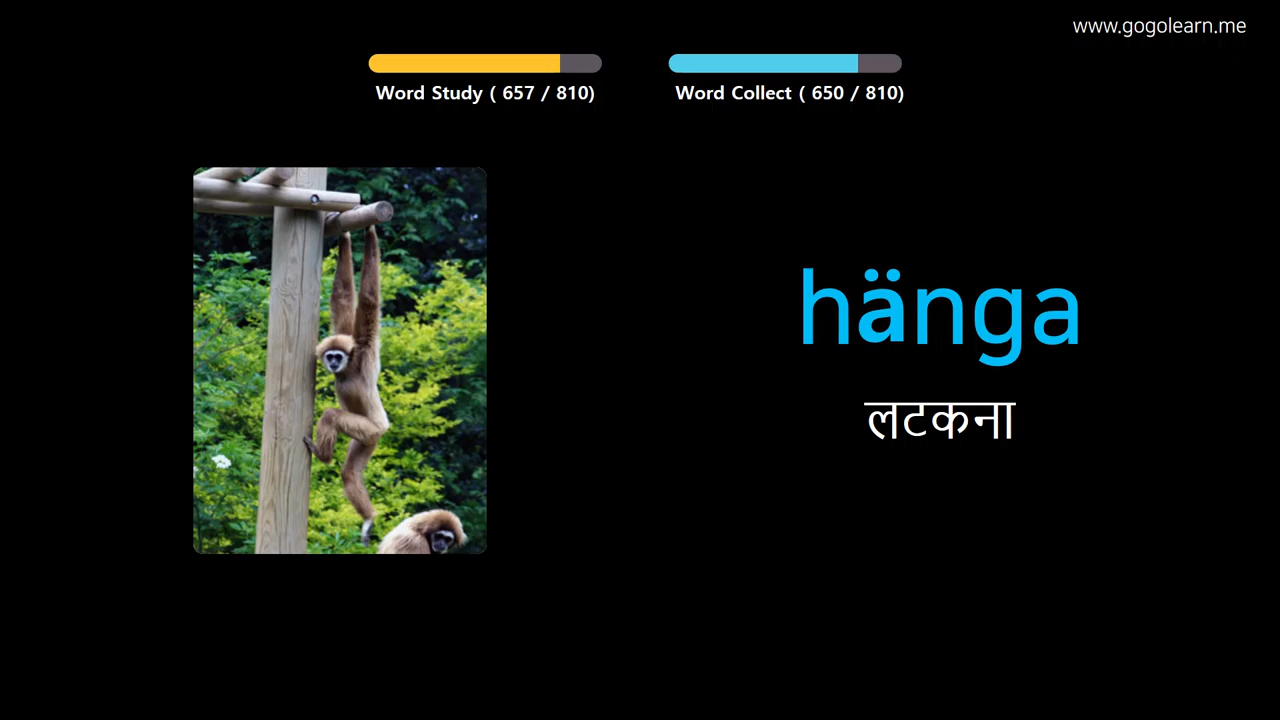 www.gogolearn.me
Word Study ( 657 / 810)
Word Collect ( 650 / 810)
hänga
लटकना